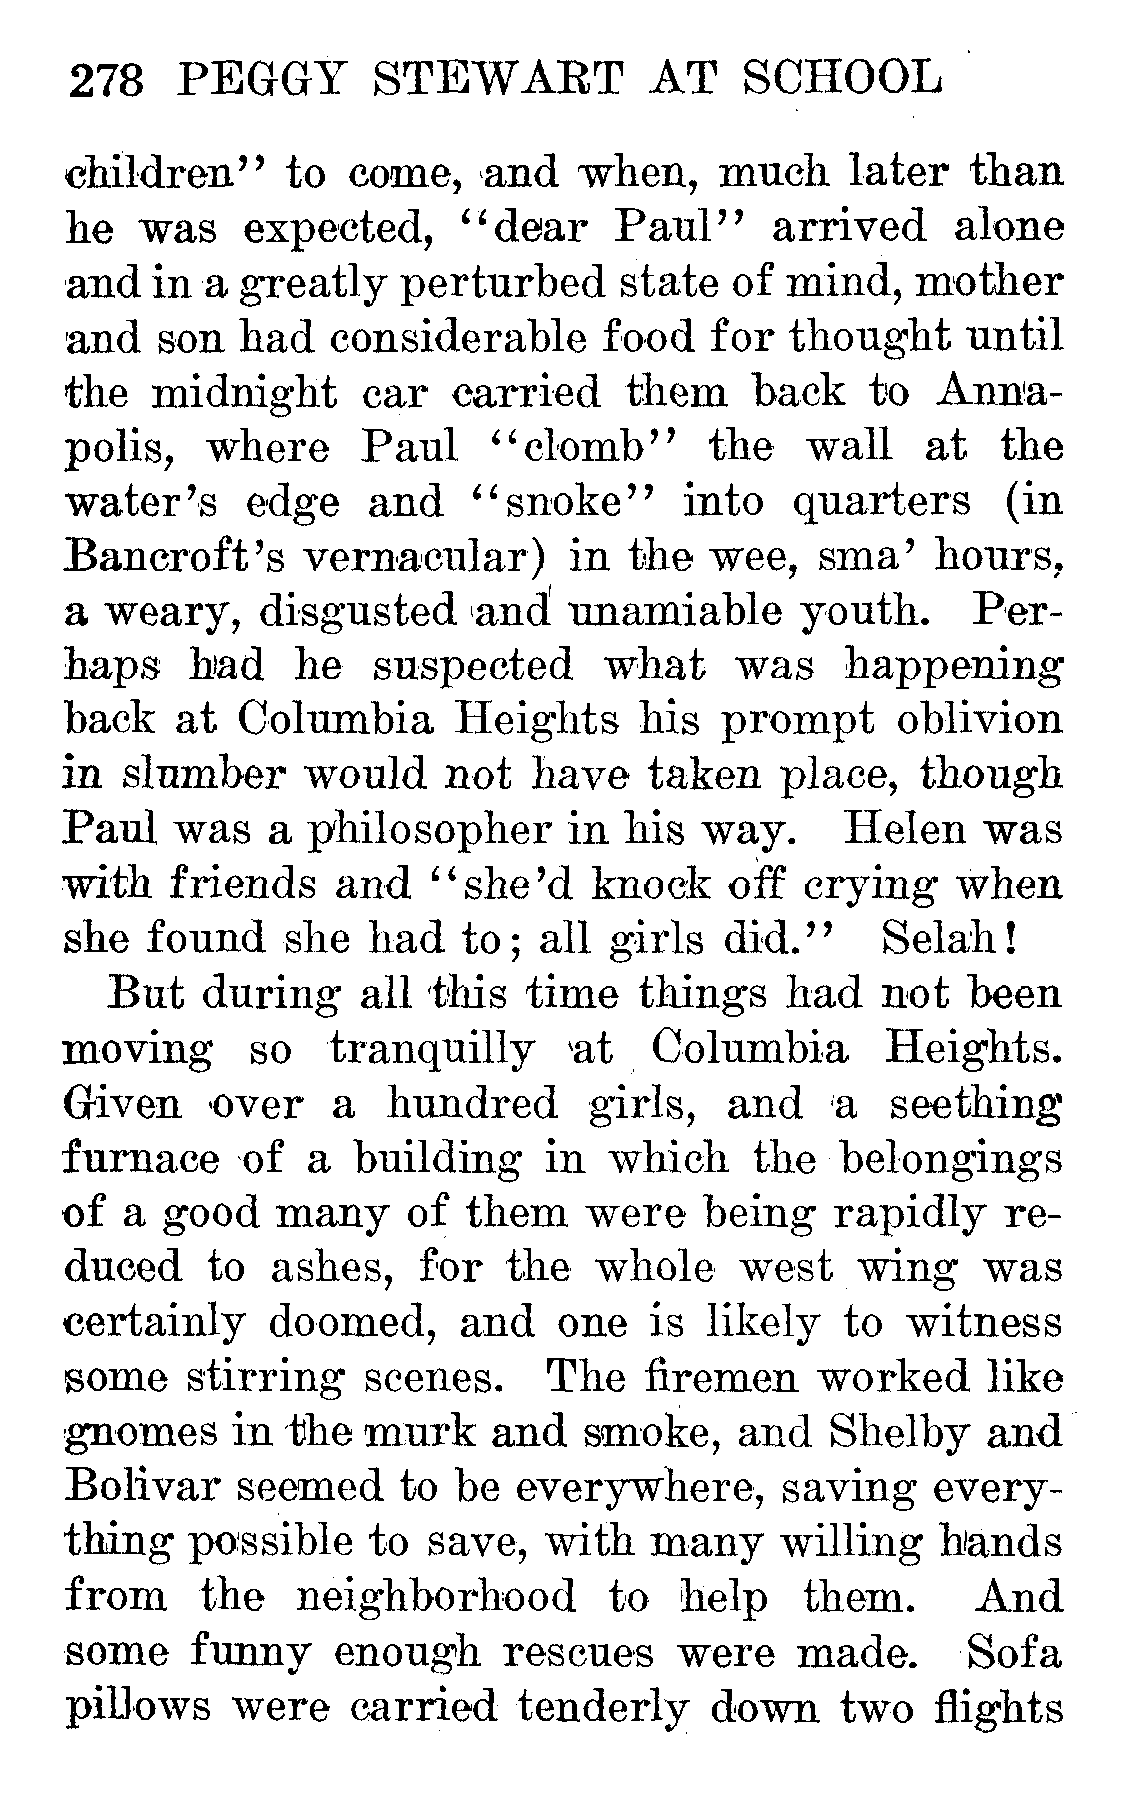 278 PEGGY STEWART AT SCHOOL
children" to come, and when, much later than
he was expected, "dear Paul" arrived alone
and in a greatly perturbed state of mind, mother
and son had considerable food for thought until
the midnight car carried them back to Anna-
polis, where Paul "clomb" the wall at the
water's edge and "snoke" into quarters (in
Bancroft's vernacular) in the wee, sma' hours,
a weary, disgusted and unamiable youth. Per-
haps had he suspected what was happening
back at Columbia Heights his prompt oblivion
in slumber would not have taken place, though
Paul was a philosopher in his way. Helen was
with friends and "she'd knock off crying when
she found she had to; all girls did." Selah!
But during all this time things had not been
moving so tranquilly at Columbia Heights.
Given over a hundred girls, and a seething
furnace of a building in which the belongings
of a good many of them were being rapidly re-
duced to ashes, for the whole west wing was
certainly doomed, and one is likely to witness
some stirring scenes. The firemen worked like
gnomes in the murk and smoke, and Shelby and
Bolivar seemed to be everywhere, saving every-
thing possible to save, with many willing hands
from the neighborhood to help them. And
some funny enough rescues were made. Sofa
pillows were carried tenderly down two flights